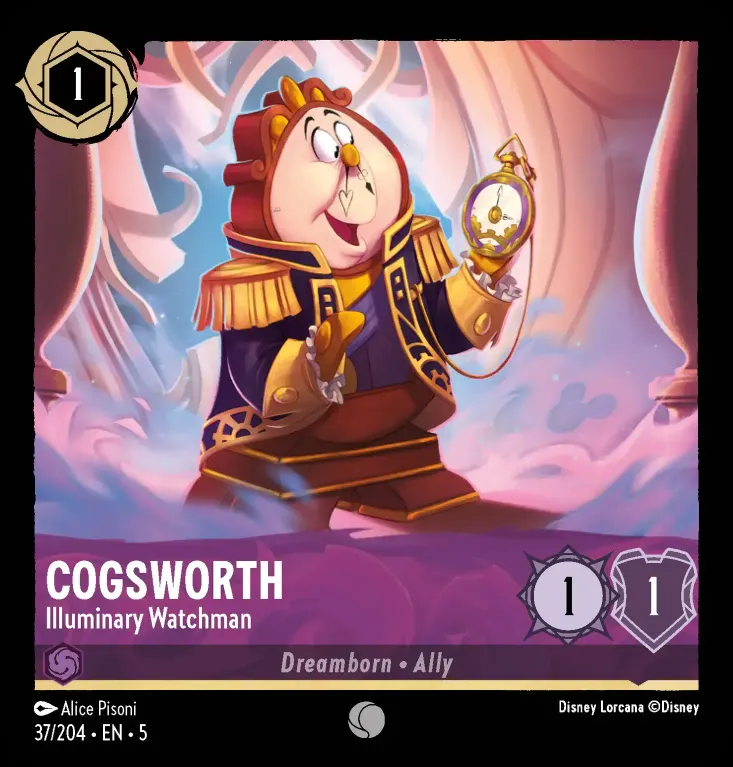 1
COGSWORTH
Illuminary Watchman
1 1
Dreamborn • Ally
Alice Pisoni
Disney Lorcana ©Disney
37/204 • EN • 5